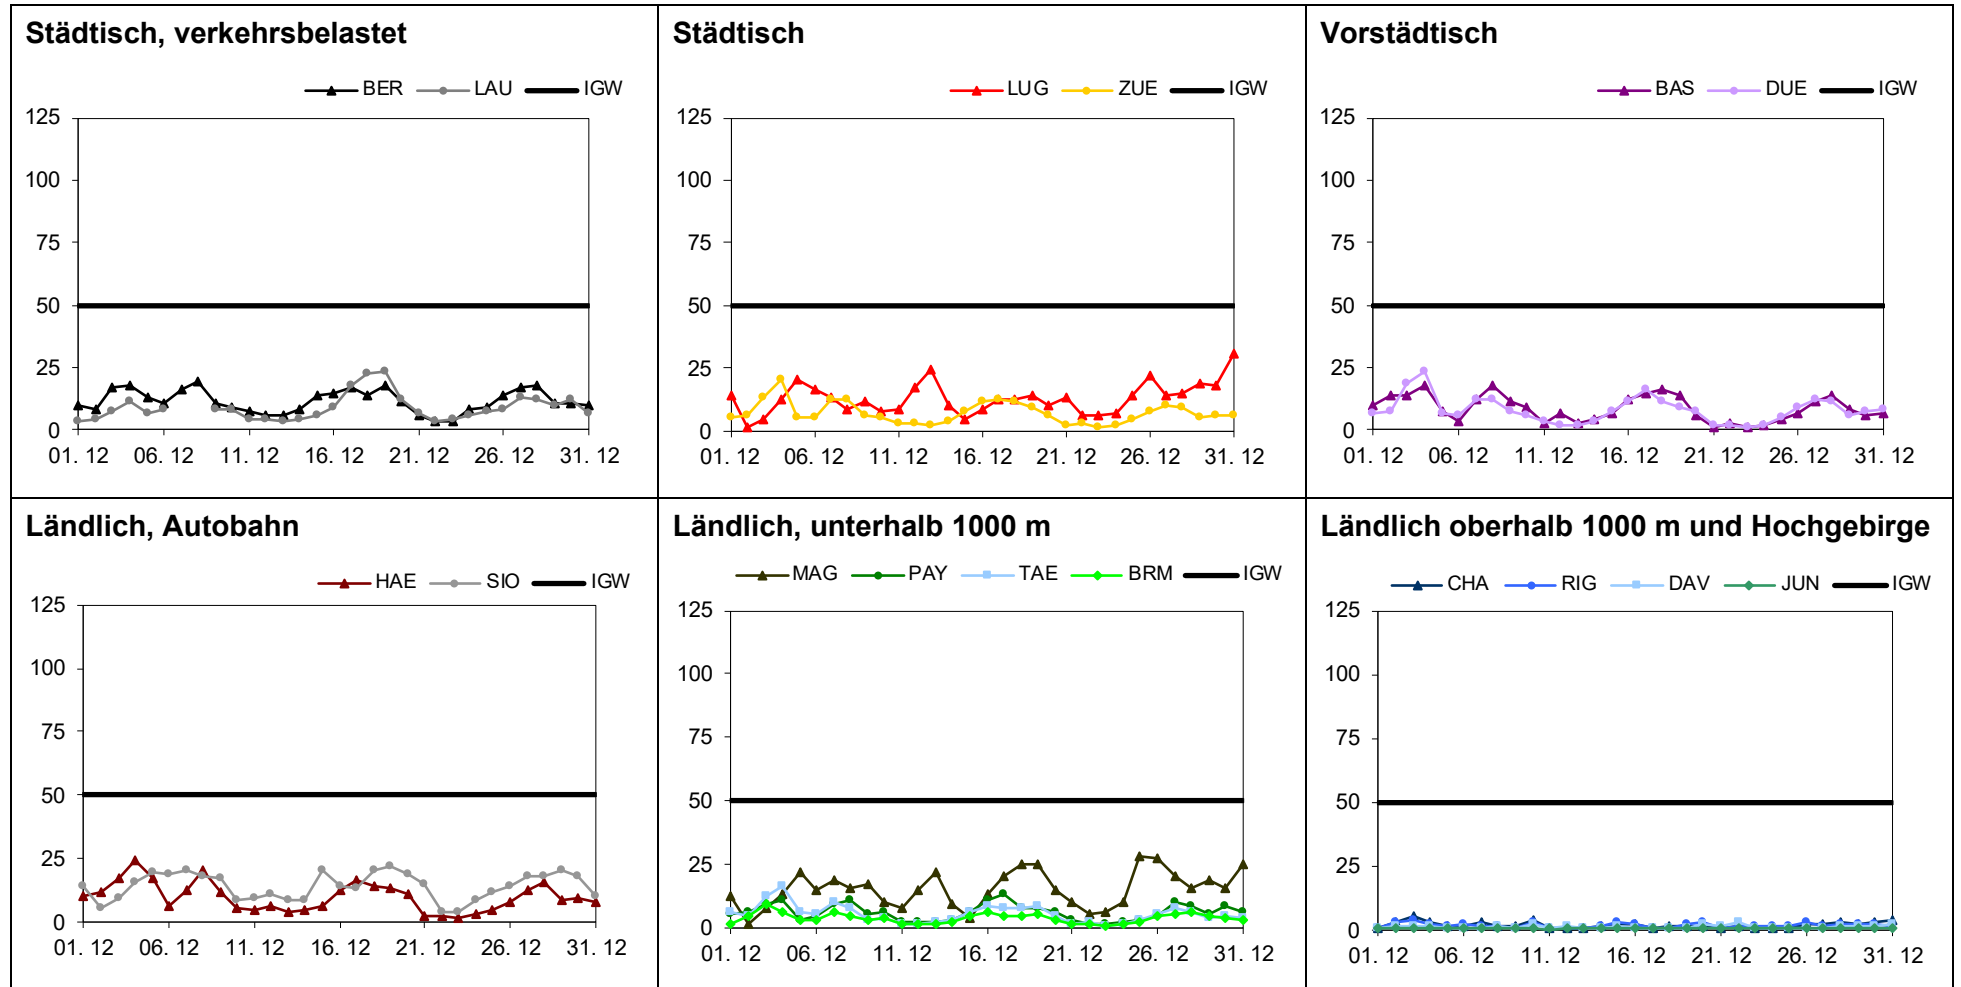 Städtisch, verkehrsbelastet
BER LAU IGW
125
100
75
50
25
0
01. 12 06. 12 11. 12 16. 12 21. 12 26. 12 31. 12
Städtisch
LUG ZUE IGW
125
100
75
50
25
0
01. 12 06. 12 11. 12 16. 12 21. 12 26. 12 31. 12
Vorstädtisch
BAS DUE IGW
125
100
75
50
25
0
01. 12 06. 12 11. 12 16. 12 21. 12 26. 12 31. 12
Ländlich, Autobahn
HAE SIO IGW
125
100
75
50
25
0
01. 12 06. 12 11. 12 16. 12 21. 12 26. 12 31. 12
Ländlich, unterhalb 1000 m
MAG PAY TAE BRM IGW
125
100
75
50
25
0
01. 12 06. 12 11. 12 16. 12 21. 12 26. 12 31. 12
Ländlich oberhalb 1000 m und Hochgebirge
CHA RIG DAV JUN IGW
125
100
75
50
25
0
01. 12 06. 12 11. 12 16. 12 21. 12 26. 12 31. 12